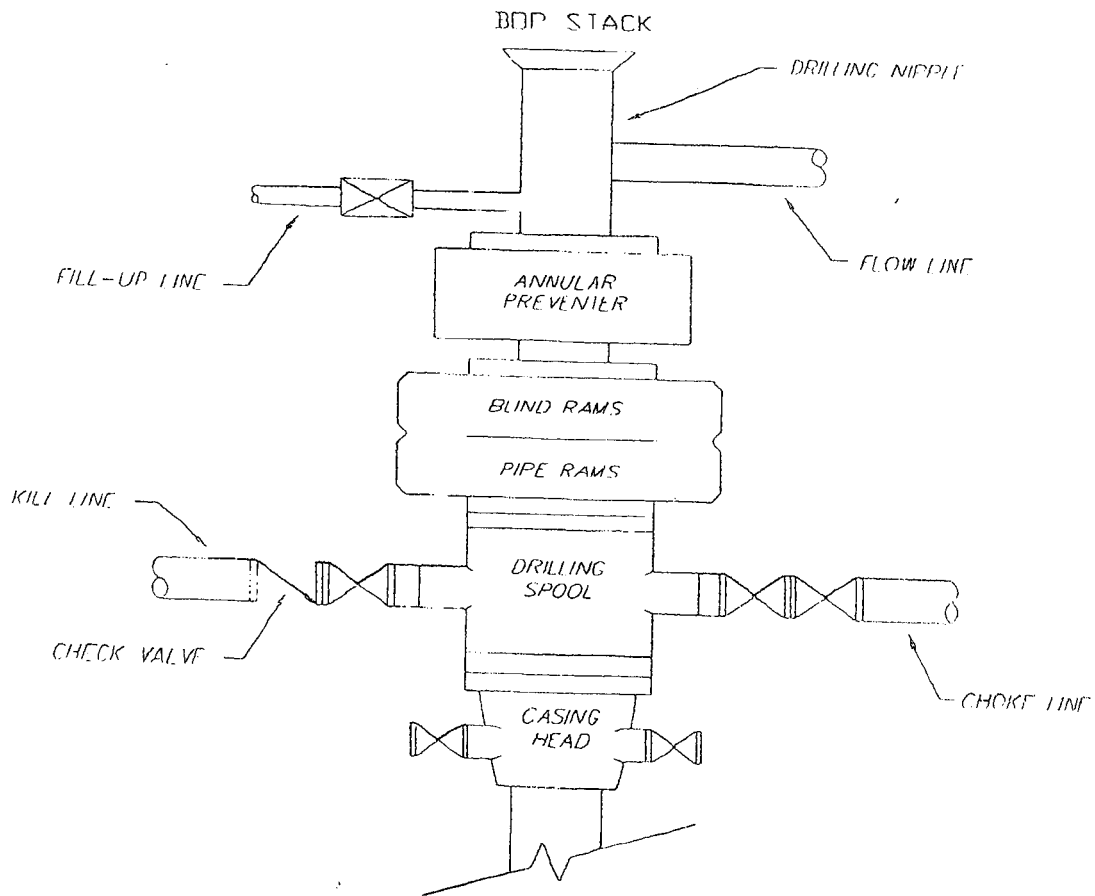 BOP STACK
DRILLING NIPPLE
FILL-UP LINE
FLOW LINE
ANNULAR
PREVENTER
BLIND RAMS
PIPE RAMS
KILL LINE
DRILLING
SPOOL
CHECK VALVE
CHOKE LINE
CASING
HEAD